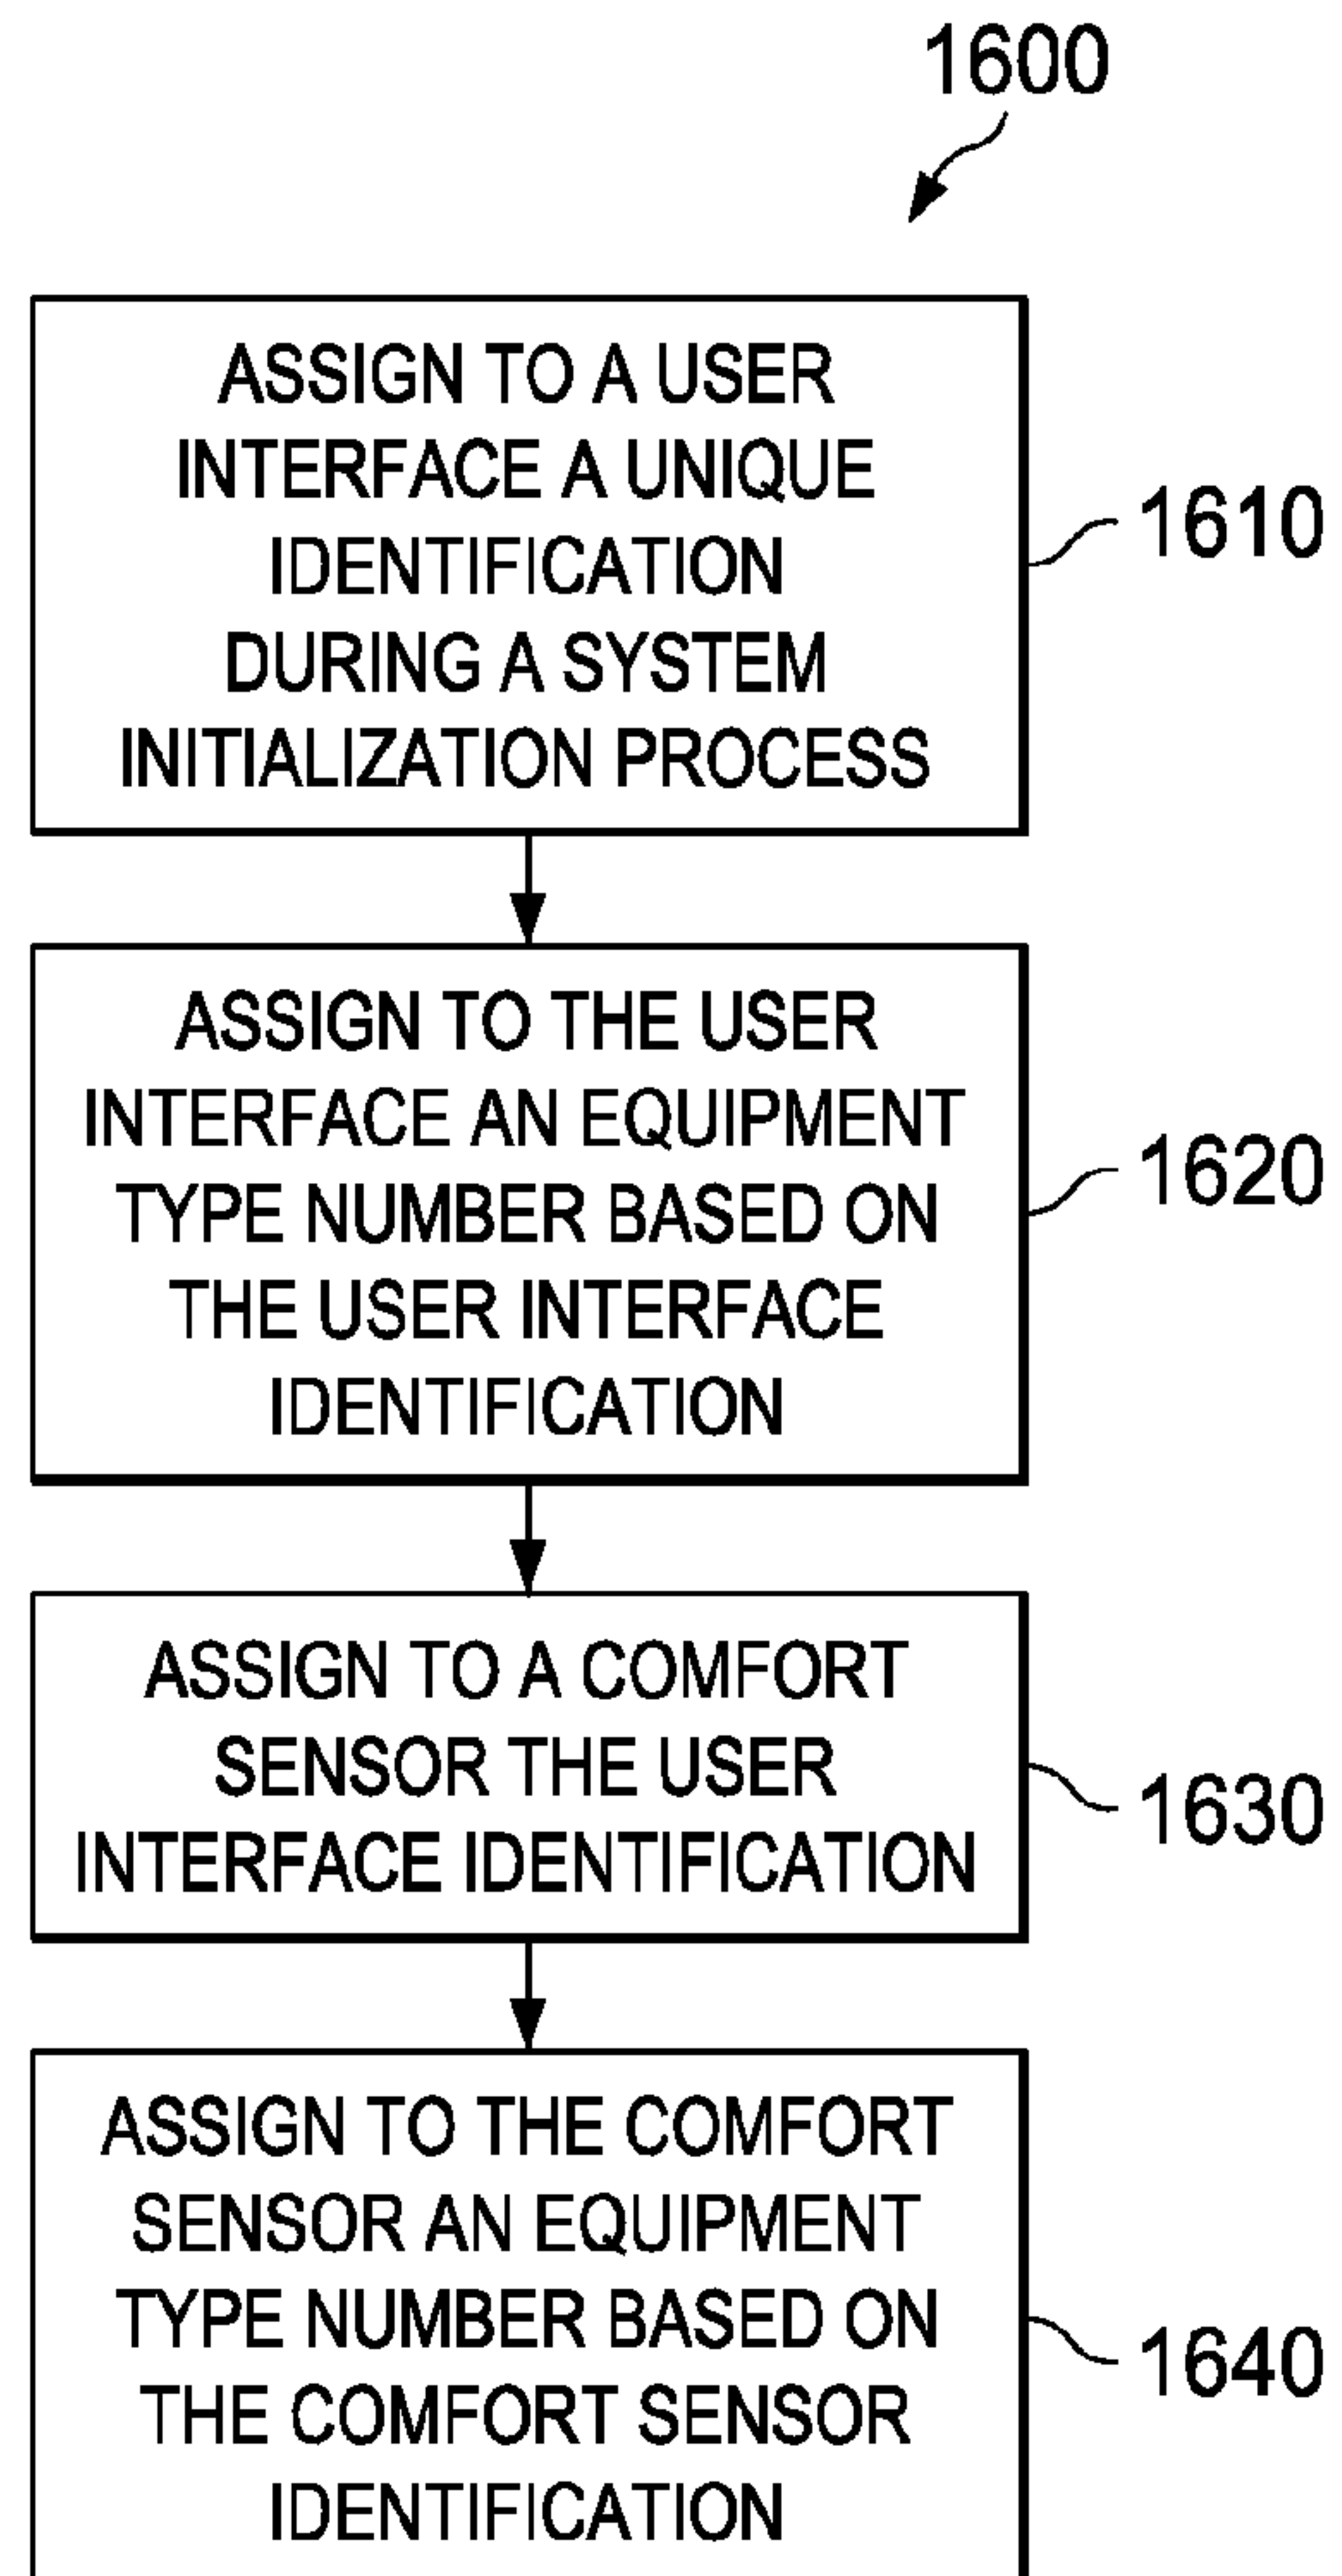 1600
ASSIGN TO A USER
INTERFACE A UNIQUE
IDENTIFICATION
DURING A SYSTEM
INITIALIZATION PROCESS
1610
ASSIGN TO THE USER
INTERFACE AN EQUIPMENT
TYPE NUMBER BASED ON
THE USER INTERFACE
IDENTIFICATION
1620
ASSIGN TO A COMFORT
SENSOR THE USER
INTERFACE IDENTIFICATION
1630
ASSIGN TO THE COMFORT
SENSOR AN EQUIPMENT
TYPE NUMBER BASED ON
THE COMFORT SENSOR
IDENTIFICATION
1640